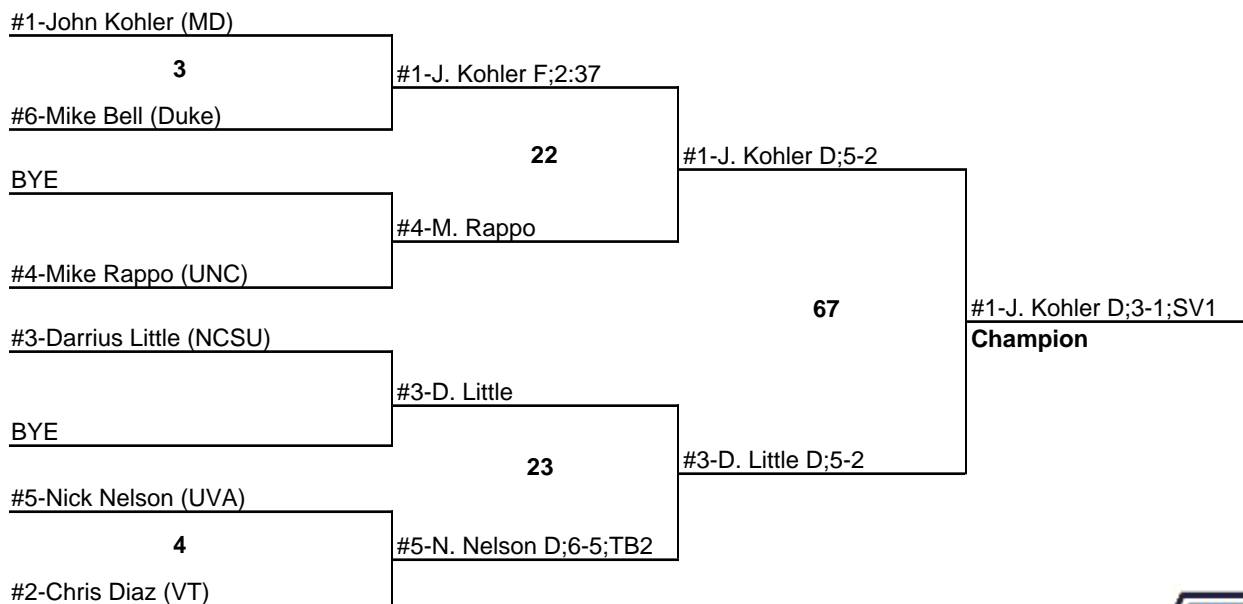 #1-John Kohler (MD)
3
#1-J. Kohler F;2:37
#6-Mike Bell (Duke)
22
#1-J. Kohler D;5-2
BYE
#4-M. Rappo
#4-Mike Rappo (UNC)
67
#1-J. Kohler D;3-1;SV1
Champion
#3-Darrius Little (NCSU)
#3-D. Little
BYE
23
#3-D. Little D;5-2
#5-Nick Nelson (UVA)
4
#5-N. Nelson D;6-5;TB2
#2-Chris Diaz (VT)